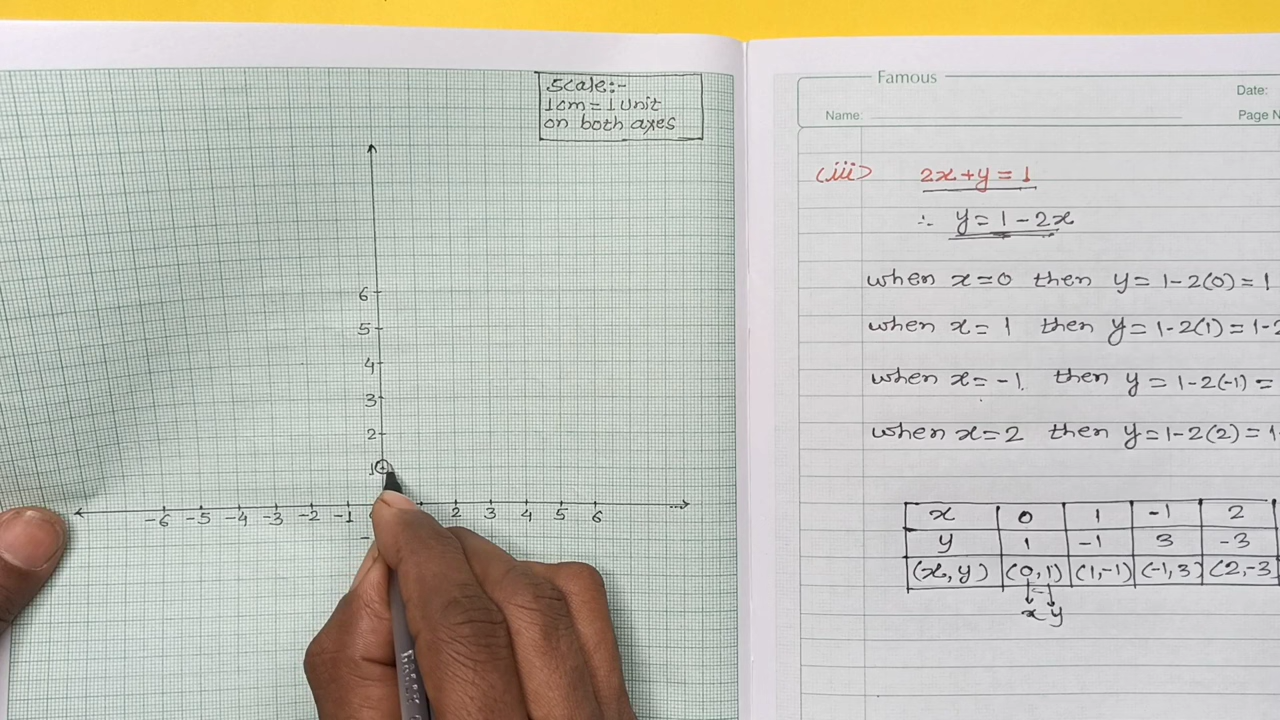 Scale:-
1cm = 1 unit
on both axes
6
5
4
3
2
1
-6 -5 -4 -3 -2 -1 2 3 4 5 6
Famous
Date:
Name:
Page N
(iii) 2x+y=1
∴ y=1-2x
when x=0 then y=1-2(0)=1
when x=1 then y=1-2(1)=1-2
when x=-1 then y=1-2(-1)=
when x=2 then y=1-2(2)=1-
x 0 1 -1 2
y 1 -1 3 -3
(x,y) (0,1) (1,-1) (-1,3) (2,-3
x y